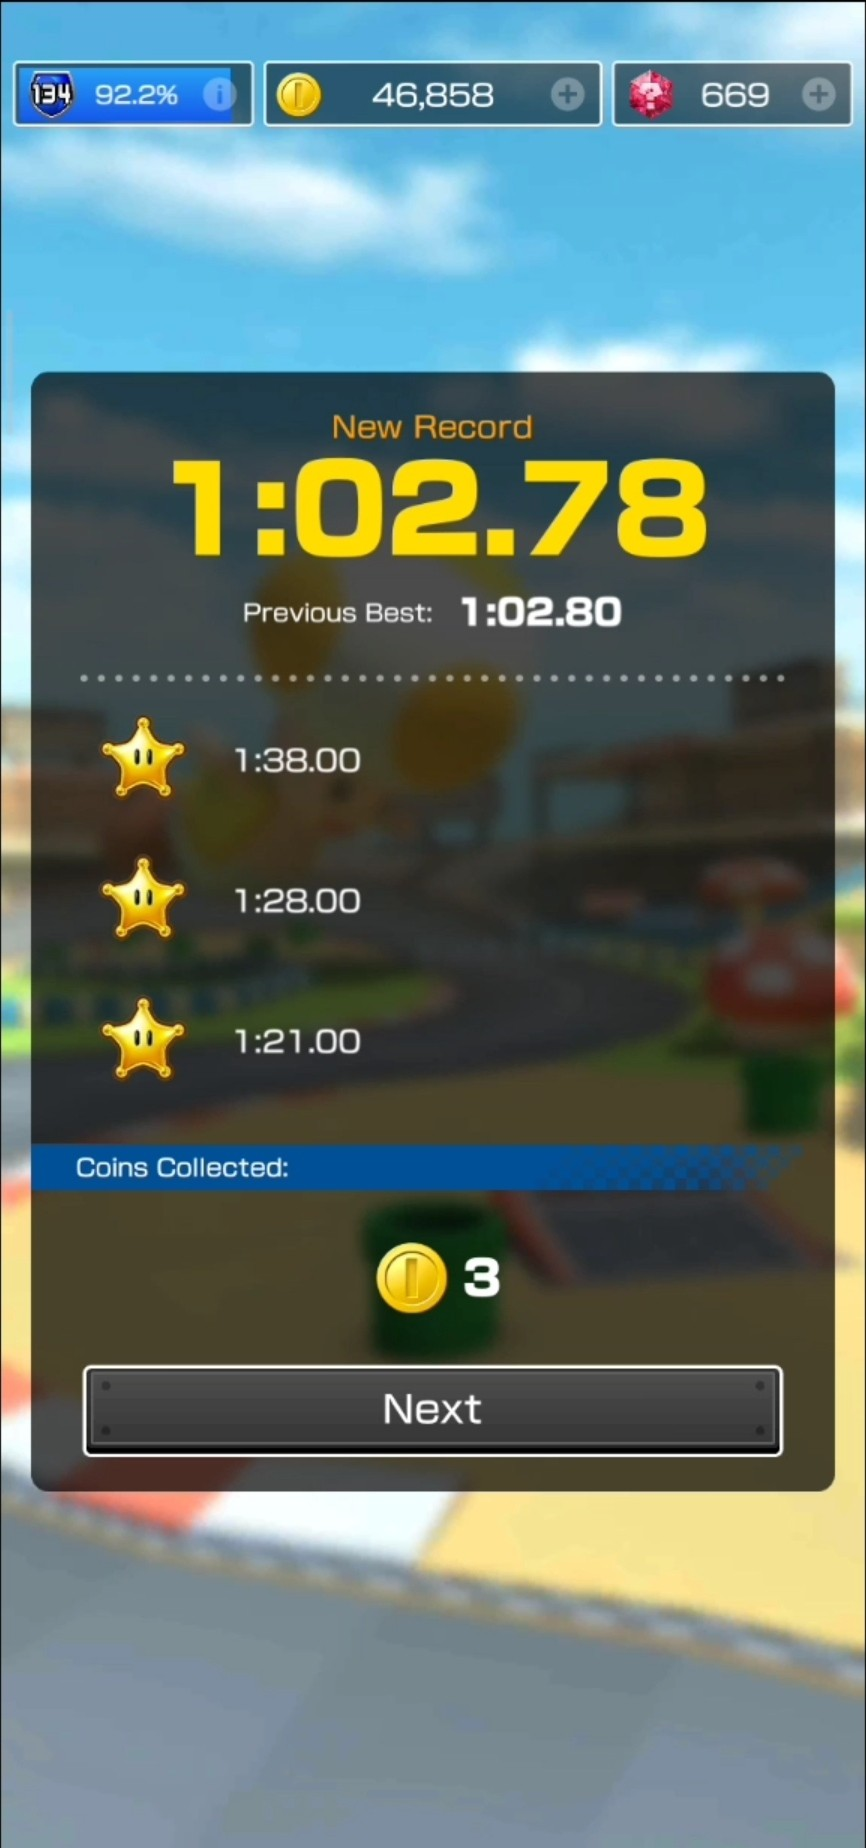 134 92.2% i 46,858 + 669 +
New Record
1:02.78
Previous Best: 1:02.80
1:38.00
1:28.00
1:21.00
Coins Collected:
3
Next